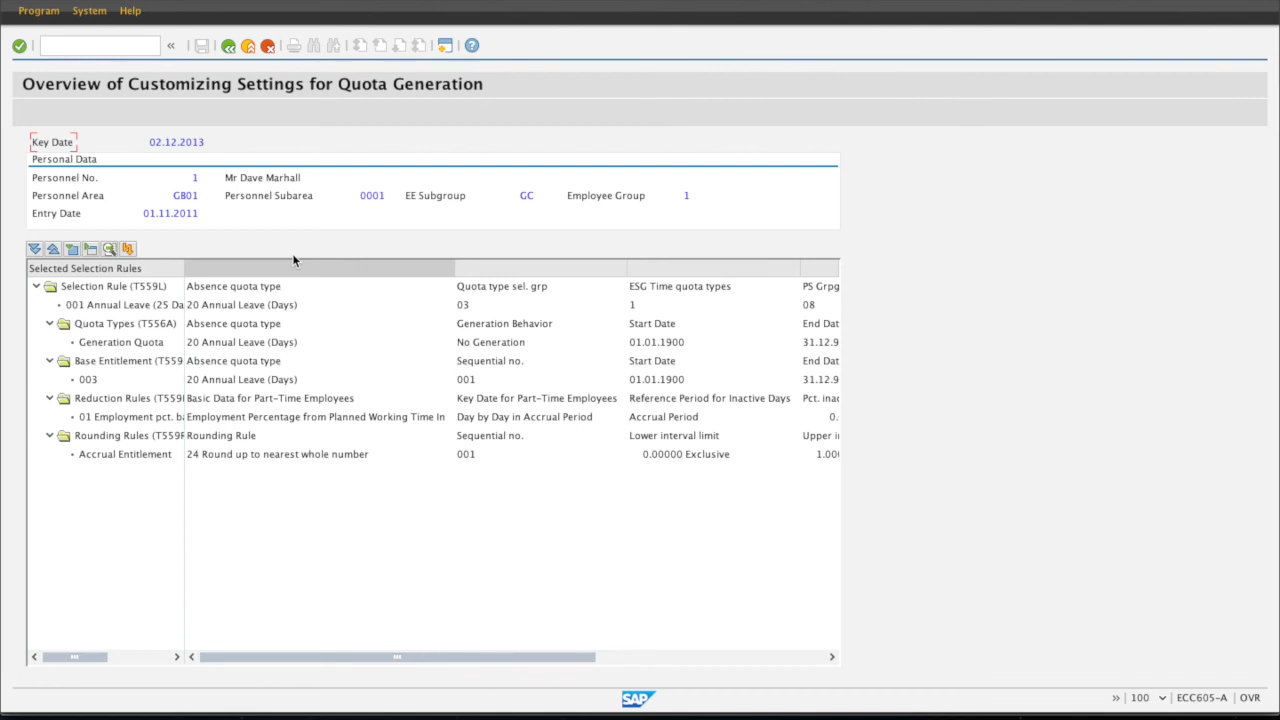 Program System Help
«
Overview of Customizing Settings for Quota Generation
Key Date 02.12.2013
Personal Data
Personnel No. 1 Mr Dave Marhall
Personnel Area GB01 Personnel Subarea 0001 EE Subgroup GC Employee Group 1
Entry Date 01.11.2011
Selected Selection Rules
Selection Rule (T559L) Absence quota type Quota type sel. grp ESG Time quota types PS Grpg
001 Annual Leave (25 Da 20 Annual Leave (Days) 03 1 08
Quota Types (T556A) Absence quota type Generation Behavior Start Date End Dat
Generation Quota 20 Annual Leave (Days) No Generation 01.01.1900 31.12.9
Base Entitlement (T559 Absence quota type Sequential no. Start Date End Dat
003 20 Annual Leave (Days) 001 01.01.1900 31.12.9
Reduction Rules (T559 Basic Data for Part-Time Employees Key Date for Part-Time Employees Reference Period for Inactive Days Pct. inac
01 Employment pct. ba Employment Percentage from Planned Working Time In Day by Day in Accrual Period Accrual Period 0.
Rounding Rules (T559 Rounding Rule Sequential no. Lower interval limit Upper i
Accrual Entitlement 24 Round up to nearest whole number 001 0.00000 Exclusive 1.00
SAP » 100 ECC605-A OVR